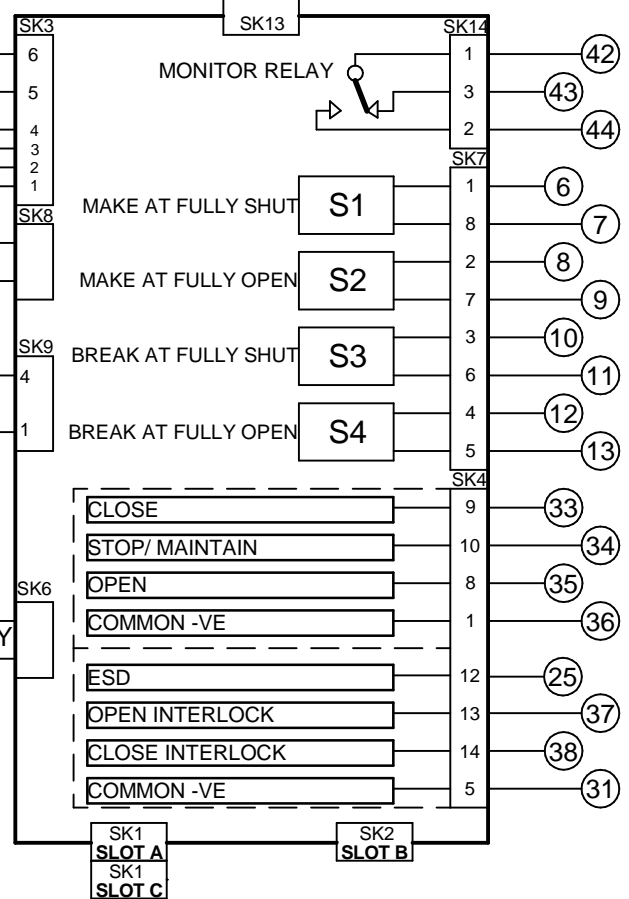 SK3
SK13
SK14
6
MONITOR RELAY
1
42
5
3
43
4
2
44
3
2
1
SK7
MAKE AT FULLY SHUT
S1
1
6
8
7
SK8
MAKE AT FULLY OPEN
S2
2
8
7
9
SK9
BREAK AT FULLY SHUT
S3
3
10
4
6
11
BREAK AT FULLY OPEN
S4
4
12
1
5
13
SK4
CLOSE
9
33
STOP/ MAINTAIN
10
34
SK6
OPEN
8
35
COMMON -VE
1
36
Y
ESD
12
25
OPEN INTERLOCK
13
37
CLOSE INTERLOCK
14
38
COMMON -VE
5
31
SK1
SLOT A
SK2
SLOT B
SK1
SLOT C